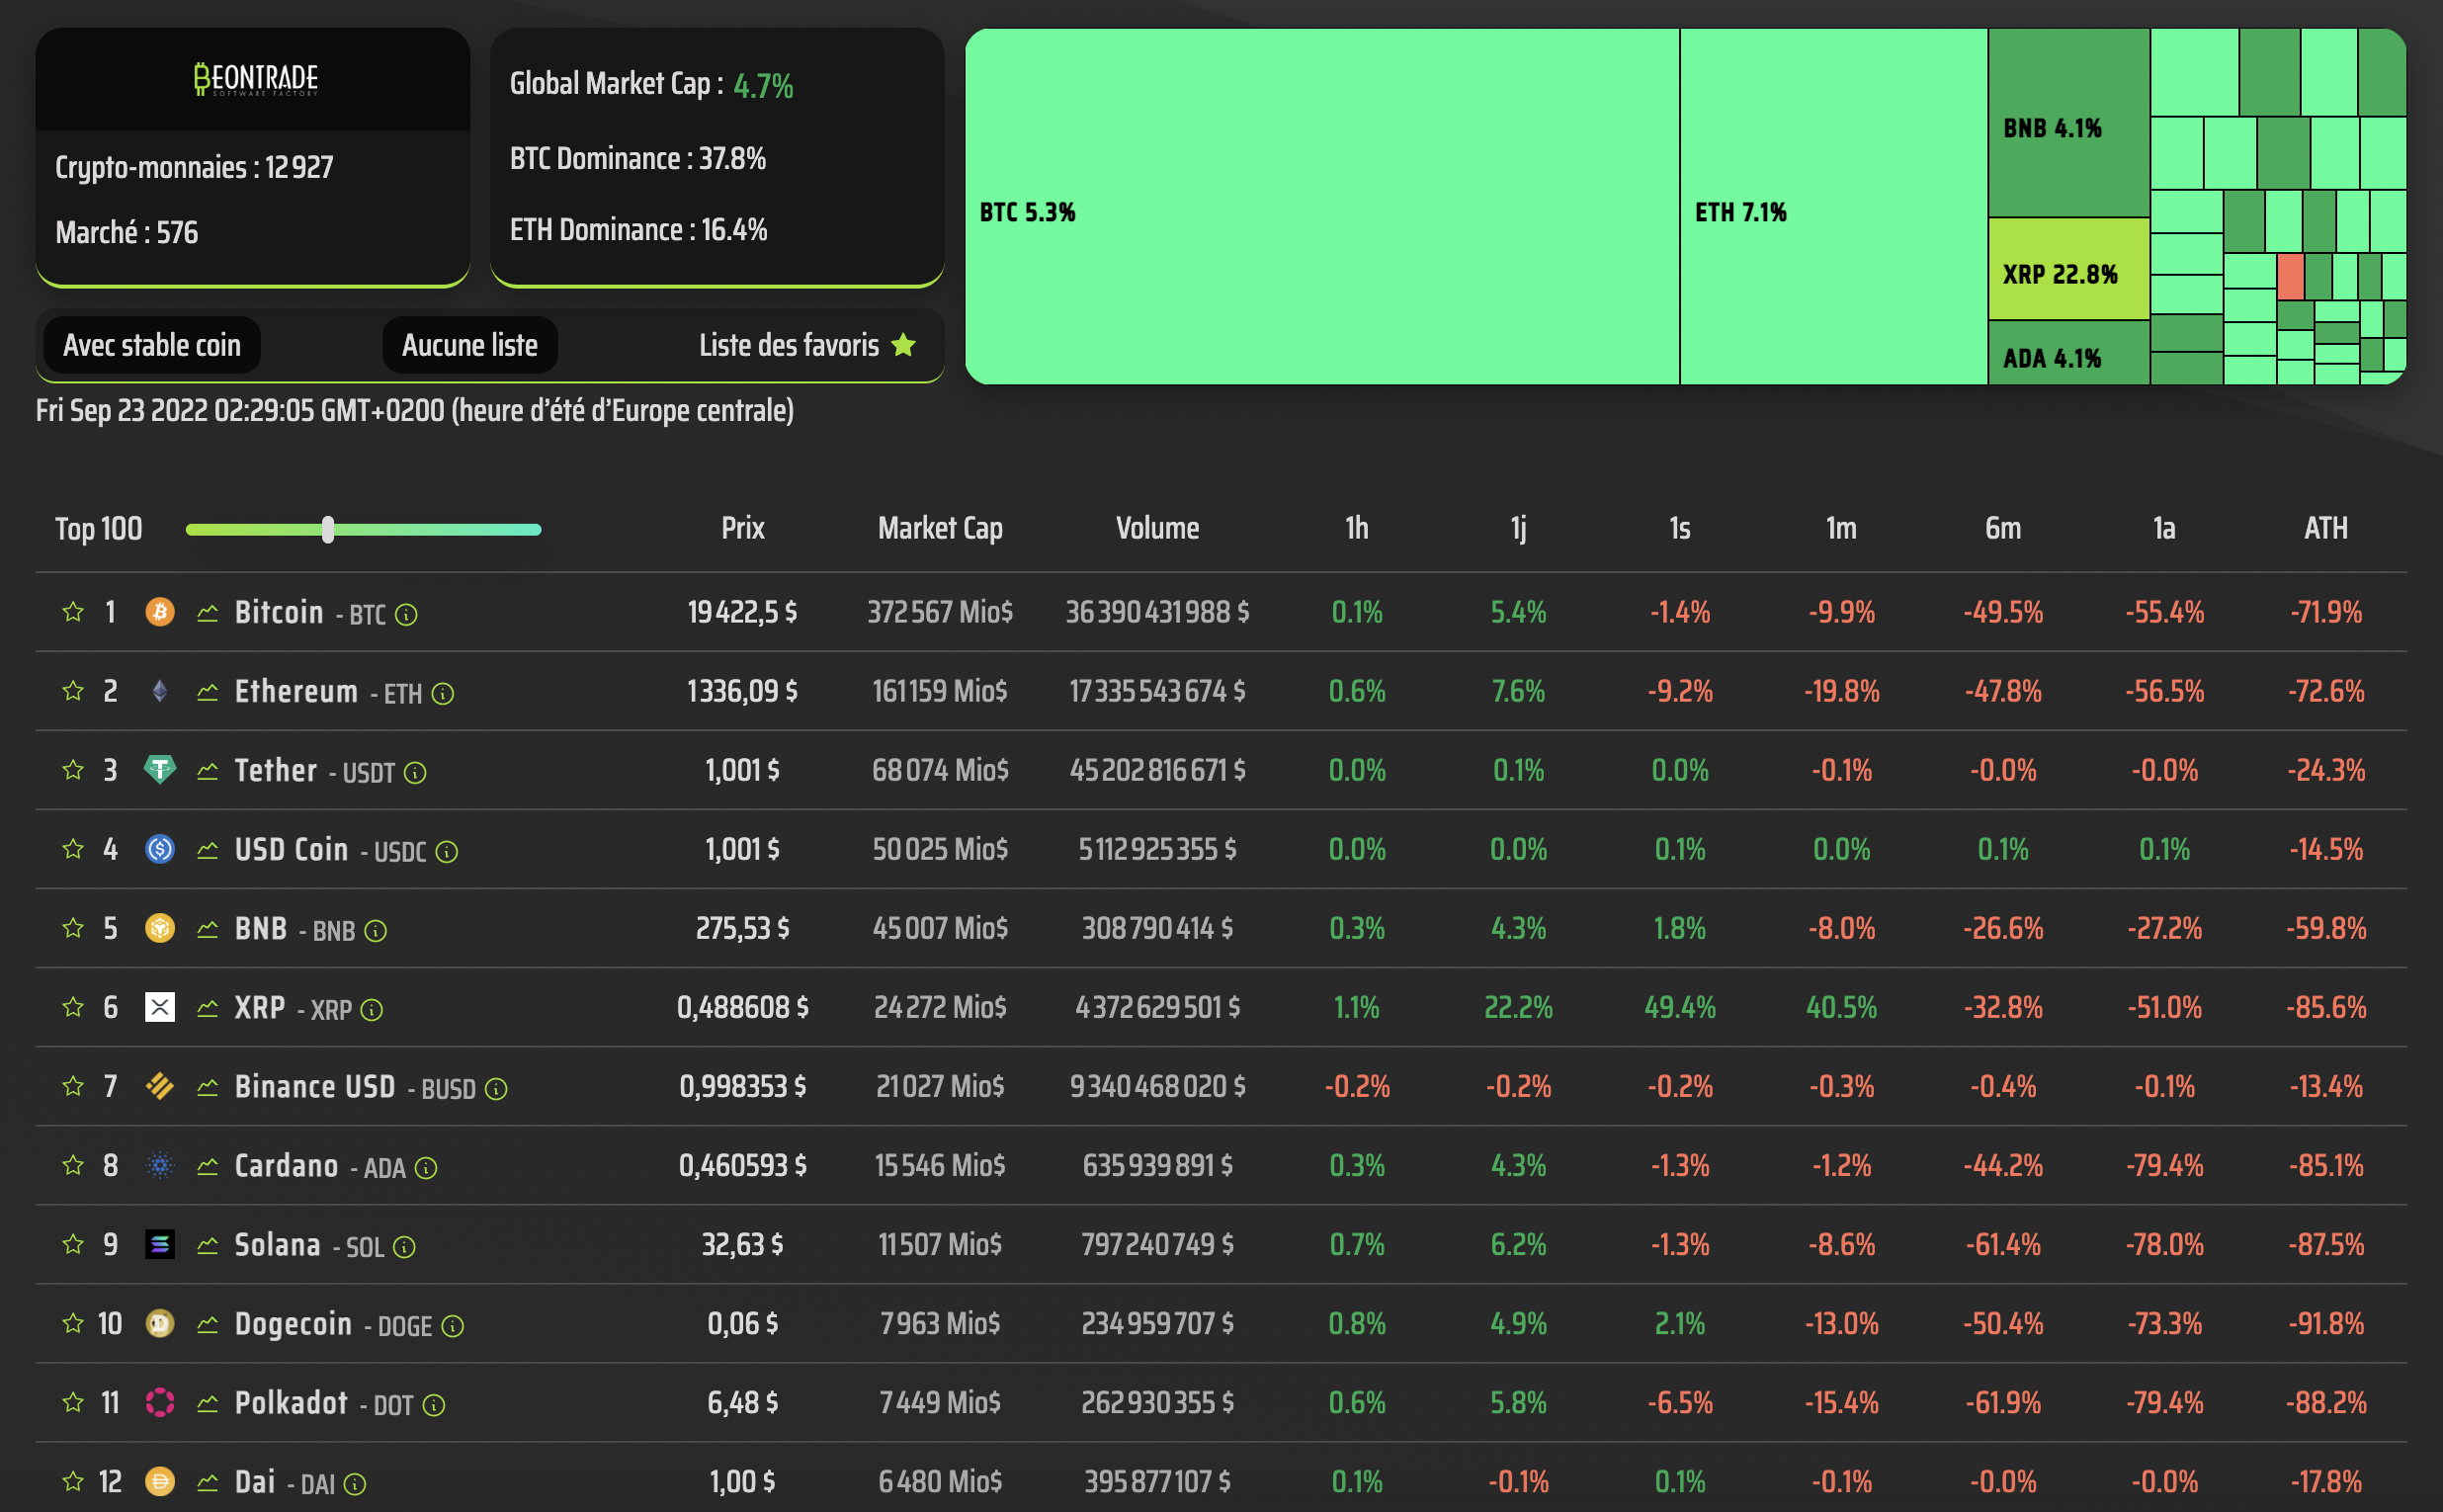 BEONTRADE
SOFTWARE FACTORY
Crypto-monnaies : 12 927
Marché : 576
Global Market Cap : 4.7%
BTC Dominance : 37.8%
ETH Dominance : 16.4%
Avec stable coin Aucune liste Liste des favoris
Fri Sep 23 2022 02:29:05 GMT+0200 (heure d’été d’Europe centrale)
BTC 5.3%
ETH 7.1%
BNB 4.1%
XRP 22.8%
ADA 4.1%
Top 100 Prix Market Cap Volume 1h 1j 1s 1m 6m 1a ATH
1 Bitcoin - BTC 19 422,5 $ 372 567 Mio$ 36 390 431 988 $ 0.1% 5.4% -1.4% -9.9% -49.5% -55.4% -71.9%
2 Ethereum - ETH 1 336,09 $ 161 159 Mio$ 17 335 543 674 $ 0.6% 7.6% -9.2% -19.8% -47.8% -56.5% -72.6%
3 Tether - USDT 1,001 $ 68 074 Mio$ 45 202 816 671 $ 0.0% 0.1% 0.0% -0.1% -0.0% -0.0% -24.3%
4 USD Coin - USDC 1,001 $ 50 025 Mio$ 5 112 925 355 $ 0.0% 0.0% 0.1% 0.0% 0.1% 0.1% -14.5%
5 BNB - BNB 275,53 $ 45 007 Mio$ 308 790 414 $ 0.3% 4.3% 1.8% -8.0% -26.6% -27.2% -59.8%
6 XRP - XRP 0,488608 $ 24 272 Mio$ 4 372 629 501 $ 1.1% 22.2% 49.4% 40.5% -32.8% -51.0% -85.6%
7 Binance USD - BUSD 0,998353 $ 21 027 Mio$ 9 340 468 020 $ -0.2% -0.2% -0.2% -0.3% -0.4% -0.1% -13.4%
8 Cardano - ADA 0,460593 $ 15 546 Mio$ 635 939 891 $ 0.3% 4.3% -1.3% -1.2% -44.2% -79.4% -85.1%
9 Solana - SOL 32,63 $ 11 507 Mio$ 797 240 749 $ 0.7% 6.2% -1.3% -8.6% -61.4% -78.0% -87.5%
10 Dogecoin - DOGE 0,06 $ 7 963 Mio$ 234 959 707 $ 0.8% 4.9% 2.1% -13.0% -50.4% -73.3% -91.8%
11 Polkadot - DOT 6,48 $ 7 449 Mio$ 262 930 355 $ 0.6% 5.8% -6.5% -15.4% -61.9% -79.4% -88.2%
12 Dai - DAI 1,00 $ 6 480 Mio$ 395 877 107 $ 0.1% -0.1% 0.1% -0.1% -0.0% -0.0% -17.8%